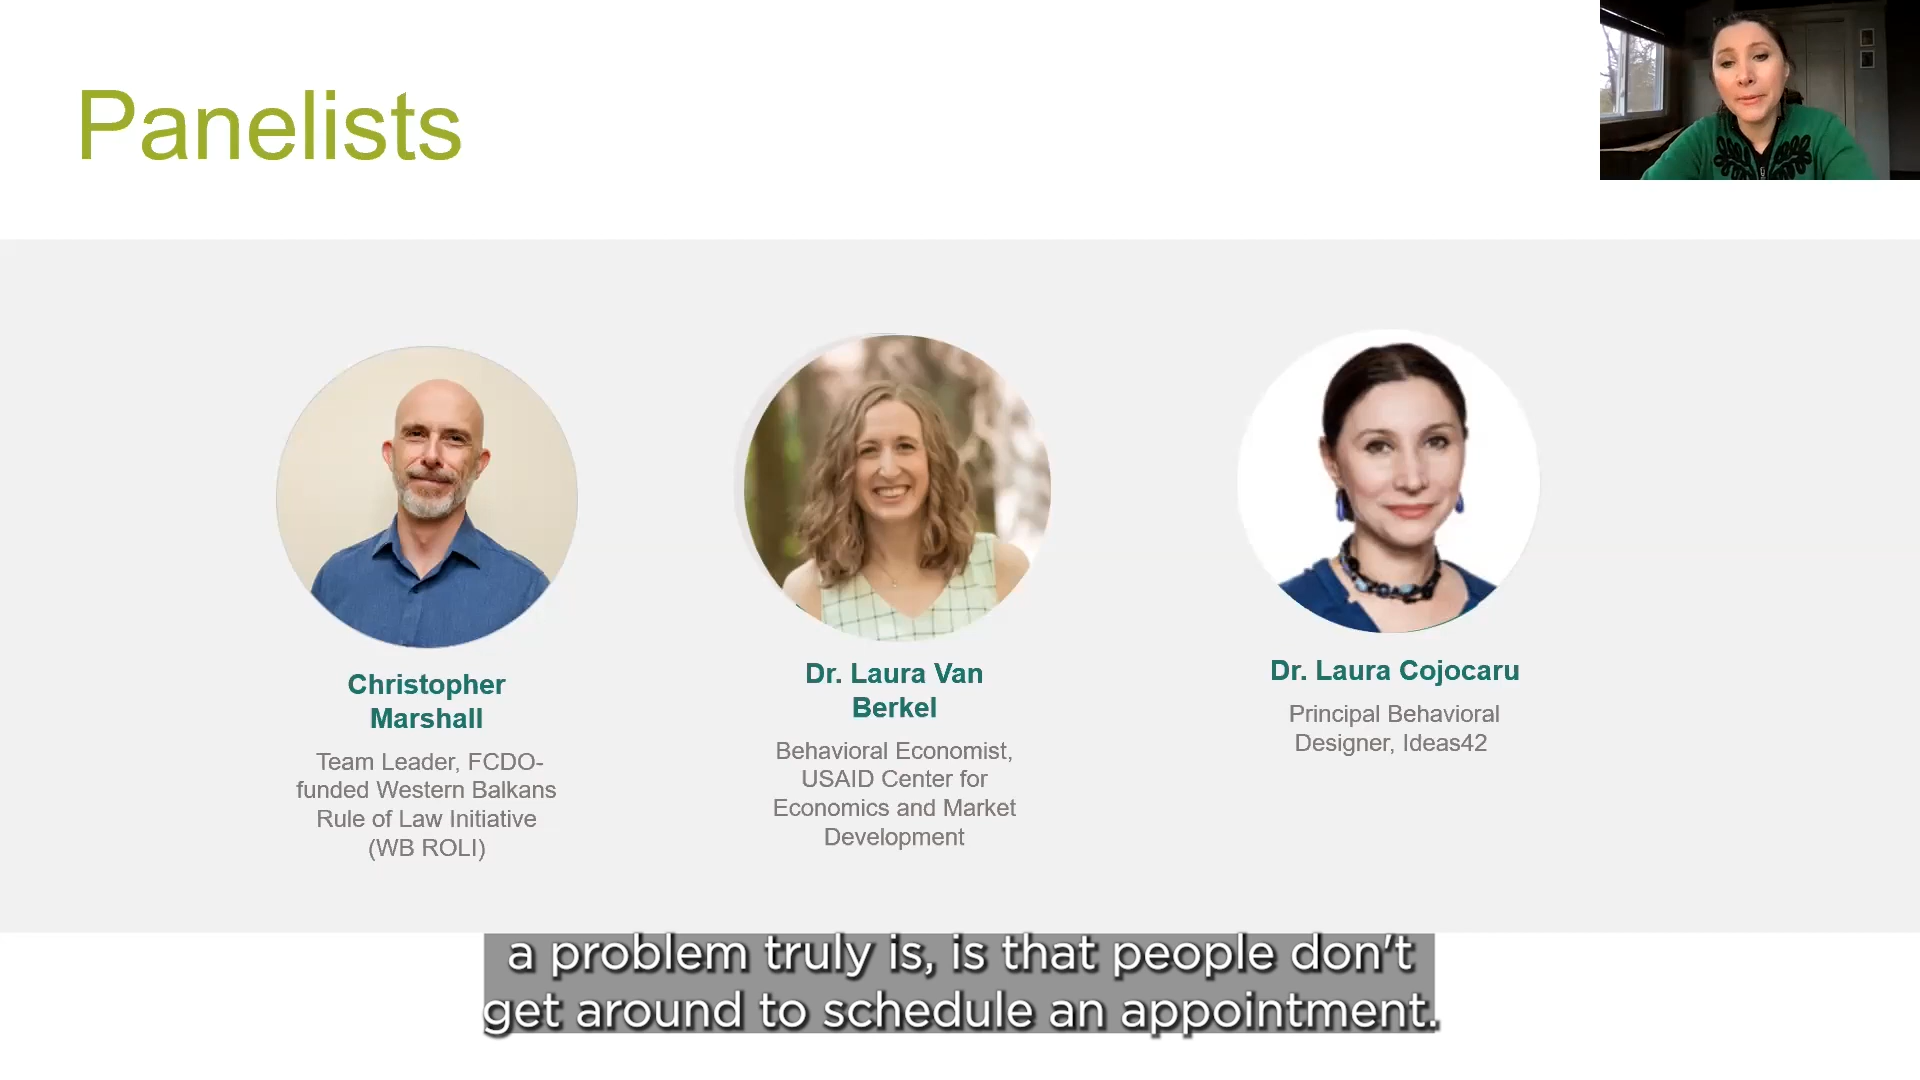 Panelists
Christopher
Marshall
Team Leader, FCDO-
funded Western Balkans
Rule of Law Initiative
(WB ROLI)
Dr. Laura Van
Berkel
Behavioral Economist,
USAID Center for
Economics and Market
Development
Dr. Laura Cojocaru
Principal Behavioral
Designer, Ideas42
a problem truly is, is that people don't
get around to schedule an appointment.